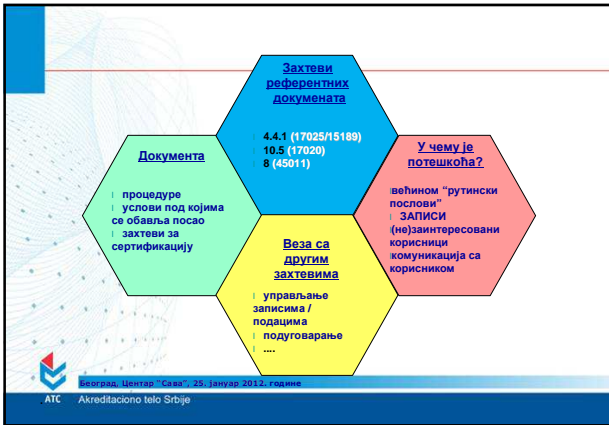 Захтеви
референтних
докумената
4.4.1 (17025/15189)
10.5 (17020)
8 (45011)
Документа
процедуре
услови под којима
се обавља посао
захтеви за
сертификацију
У чему је
потешкоћа?
већином “рутински
послови”
ЗАПИСИ
(не)заинтересовани
корисници
комуникација са
корисником
Веза са
другим
захтевима
управљање
записима /
подацима
подуговарање
....
Београд, Центар "Сава", 25. јануар 2012. године
ATC Akreditaciono telo Srbije